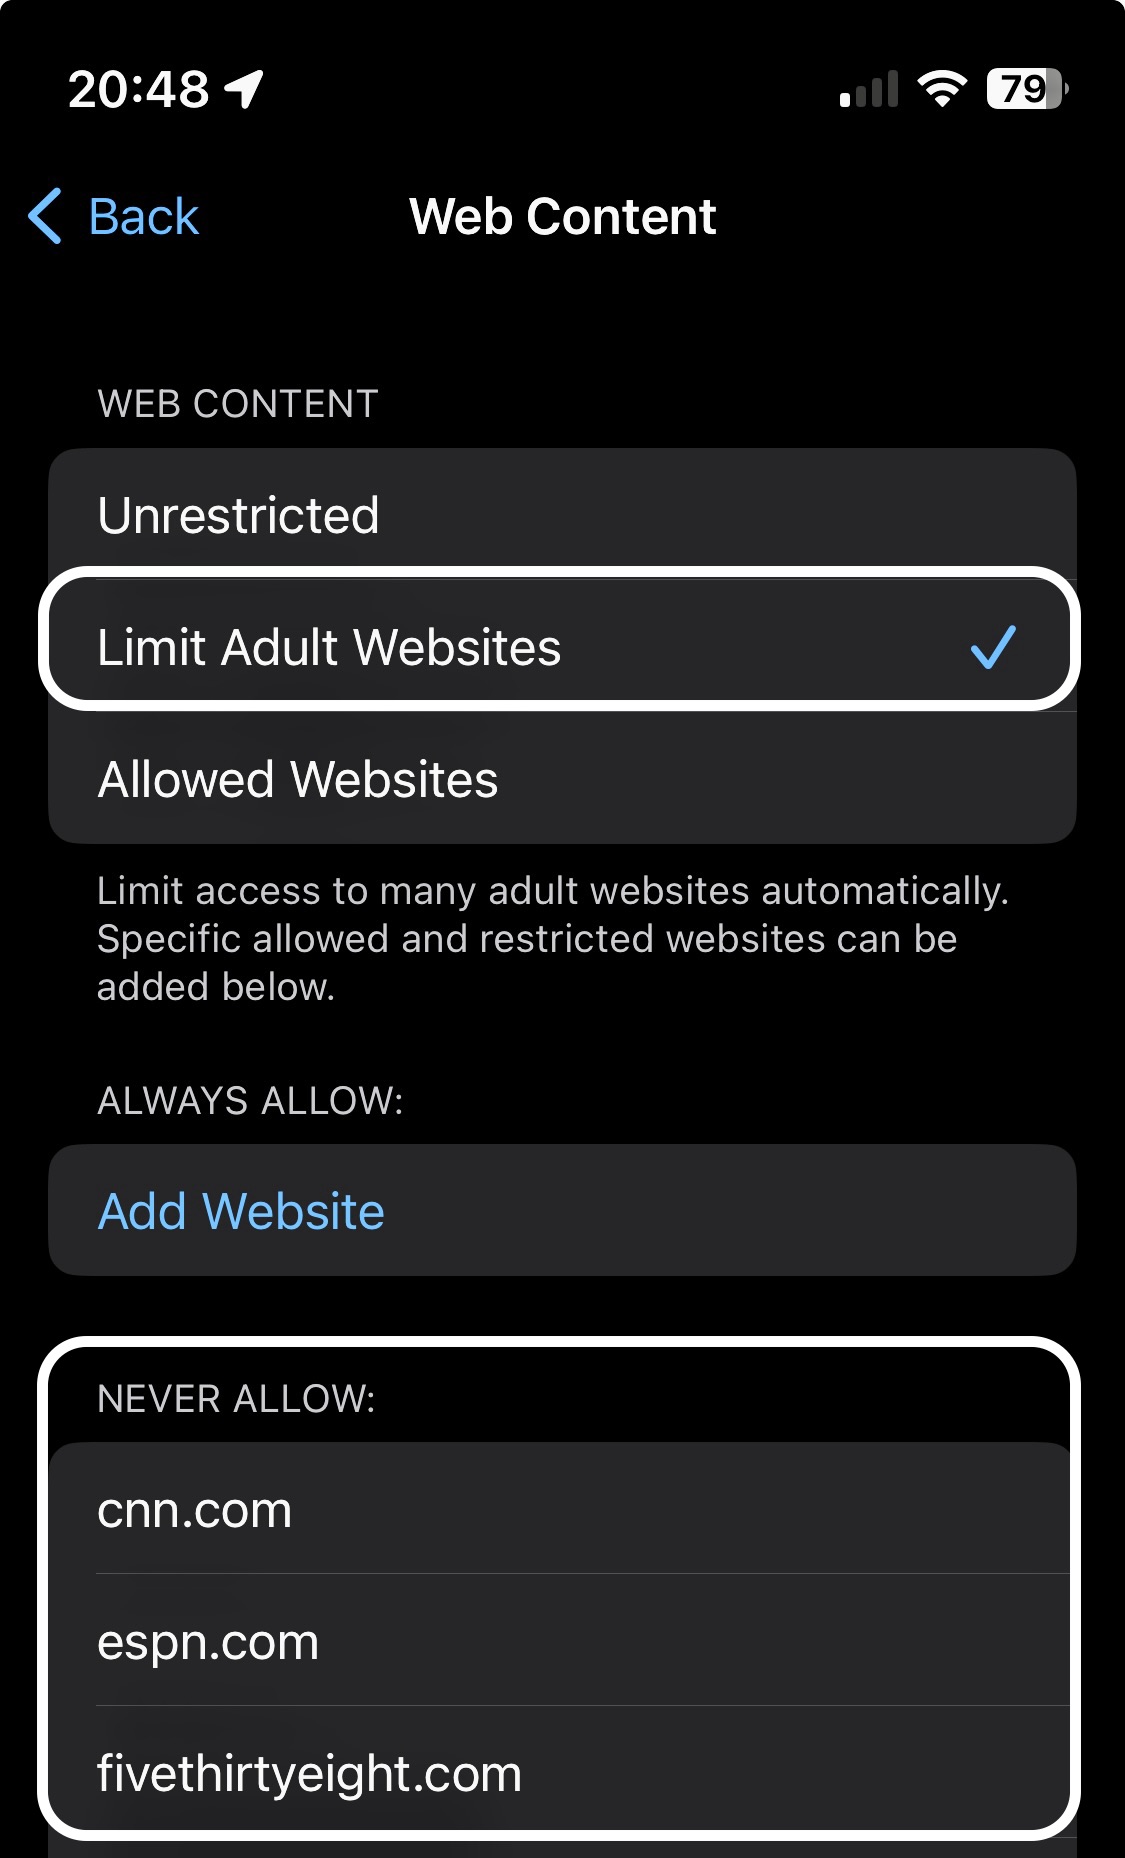 20:48
79
Back
Web Content
WEB CONTENT
Unrestricted
Limit Adult Websites
Allowed Websites
Limit access to many adult websites automatically.
Specific allowed and restricted websites can be
added below.
ALWAYS ALLOW:
Add Website
NEVER ALLOW:
cnn.com
espn.com
fivethirtyeight.com